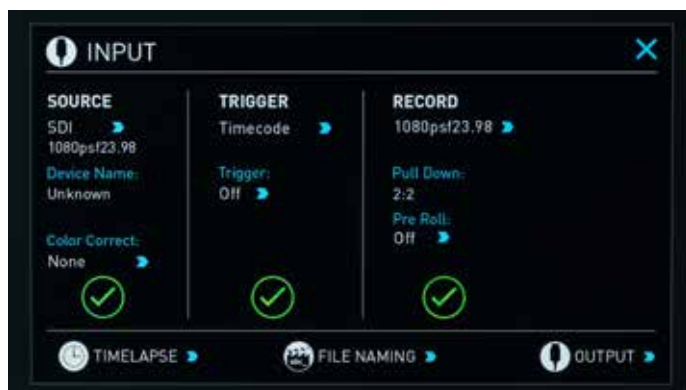 INPUT
SOURCE
SDI
1080psf23.98
Device Name:
Unknown
Color Correct:
None
TRIGGER
Timecode
Trigger:
Off
RECORD
1080psf23.98
Pull Down:
2:2
Pre Roll:
Off
TIMELAPSE
FILE NAMING
OUTPUT